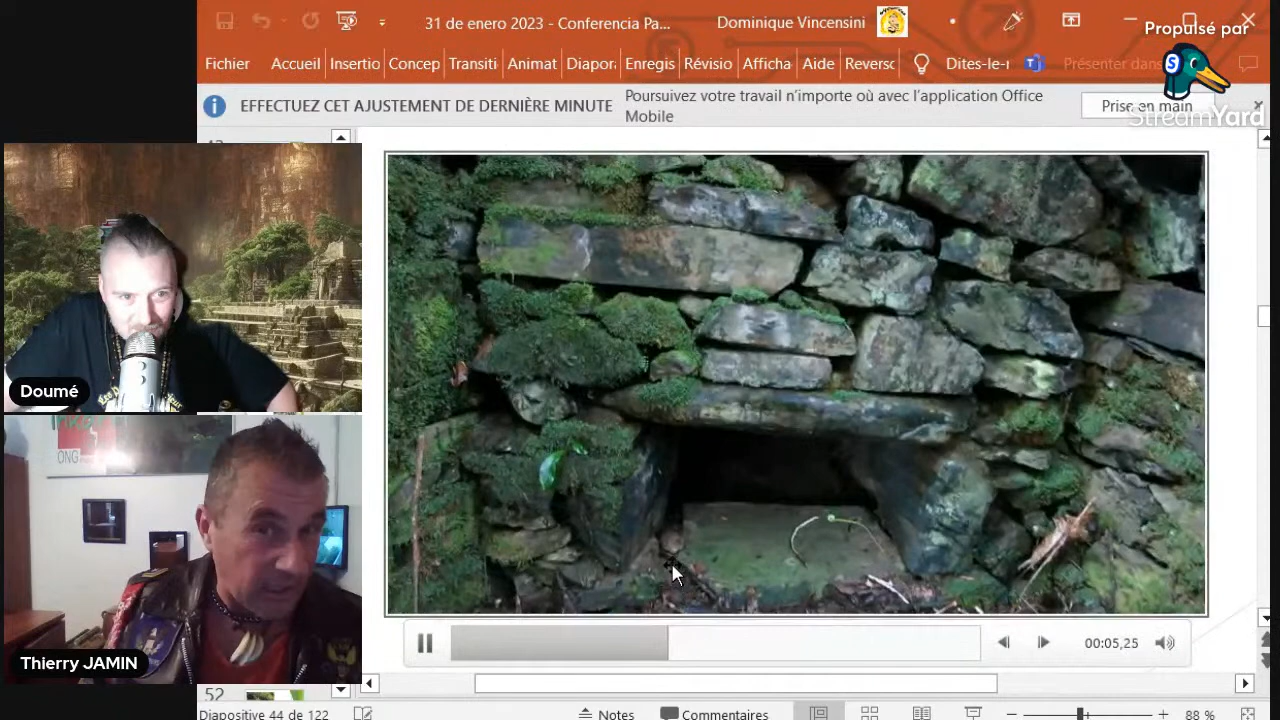 31 de enero 2023 - Conferencia Pa...
Dominique Vincensini
Propulsé par
StreamYard
Fichier
Accueil
Insertio
Concep
Transiti
Animat
Diapora
Enregis
Révisio
Afficha
Aide
Reversc
Dites-le-r
Présenter dans
EFFECTUEZ CET AJUSTEMENT DE DERNIÈRE MINUTE
Poursuivez votre travail n'importe où avec l'application Office
Mobile
Prise en main
Doumé
ONG
Thierry JAMIN
00:05,25
52
Diapositive 44 de 122
Notes
Commentaires
88 %